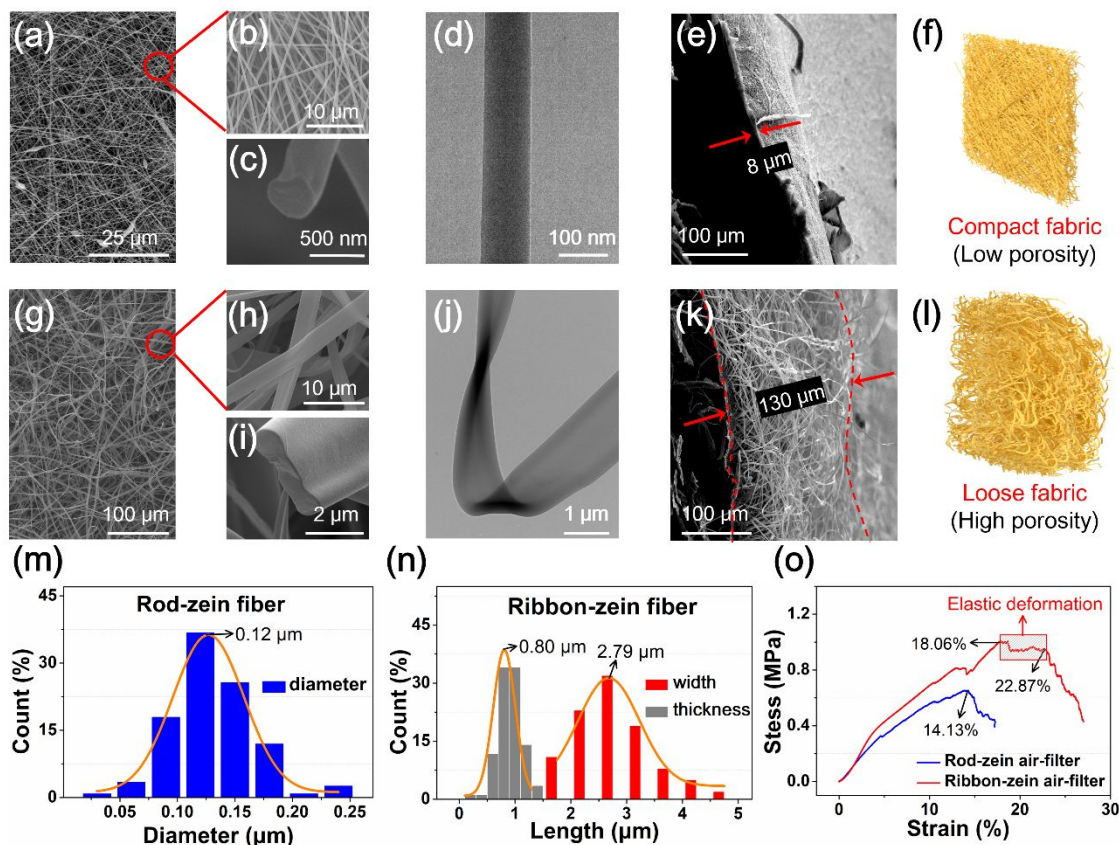 (a)
25 µm
(b)
10 µm
(c)
500 nm
(d)
100 nm
(e)
8 µm
100 µm
(f)
Compact fabric
(Low porosity)
(g)
100 µm
(h)
10 µm
(i)
2 µm
(j)
1 µm
(k)
130 µm
100 µm
(l)
Loose fabric
(High porosity)
(m)
Rod-zein fiber
0.12 µm
diameter
Count (%)
45
30
15
0
0.05 0.10 0.15 0.20 0.25
Diameter (µm)
(n)
Ribbon-zein fiber
0.80 µm
2.79 µm
width
thickness
Count (%)
45
30
15
0
0 1 2 3 4 5
Length (µm)
(o)
Elastic deformation
18.06%
22.87%
14.13%
Rod-zein air-filter
Ribbon-zein air-filter
Stess (MPa)
1.2
0.8
0.4
0.0
0 10 20 30
Strain (%)